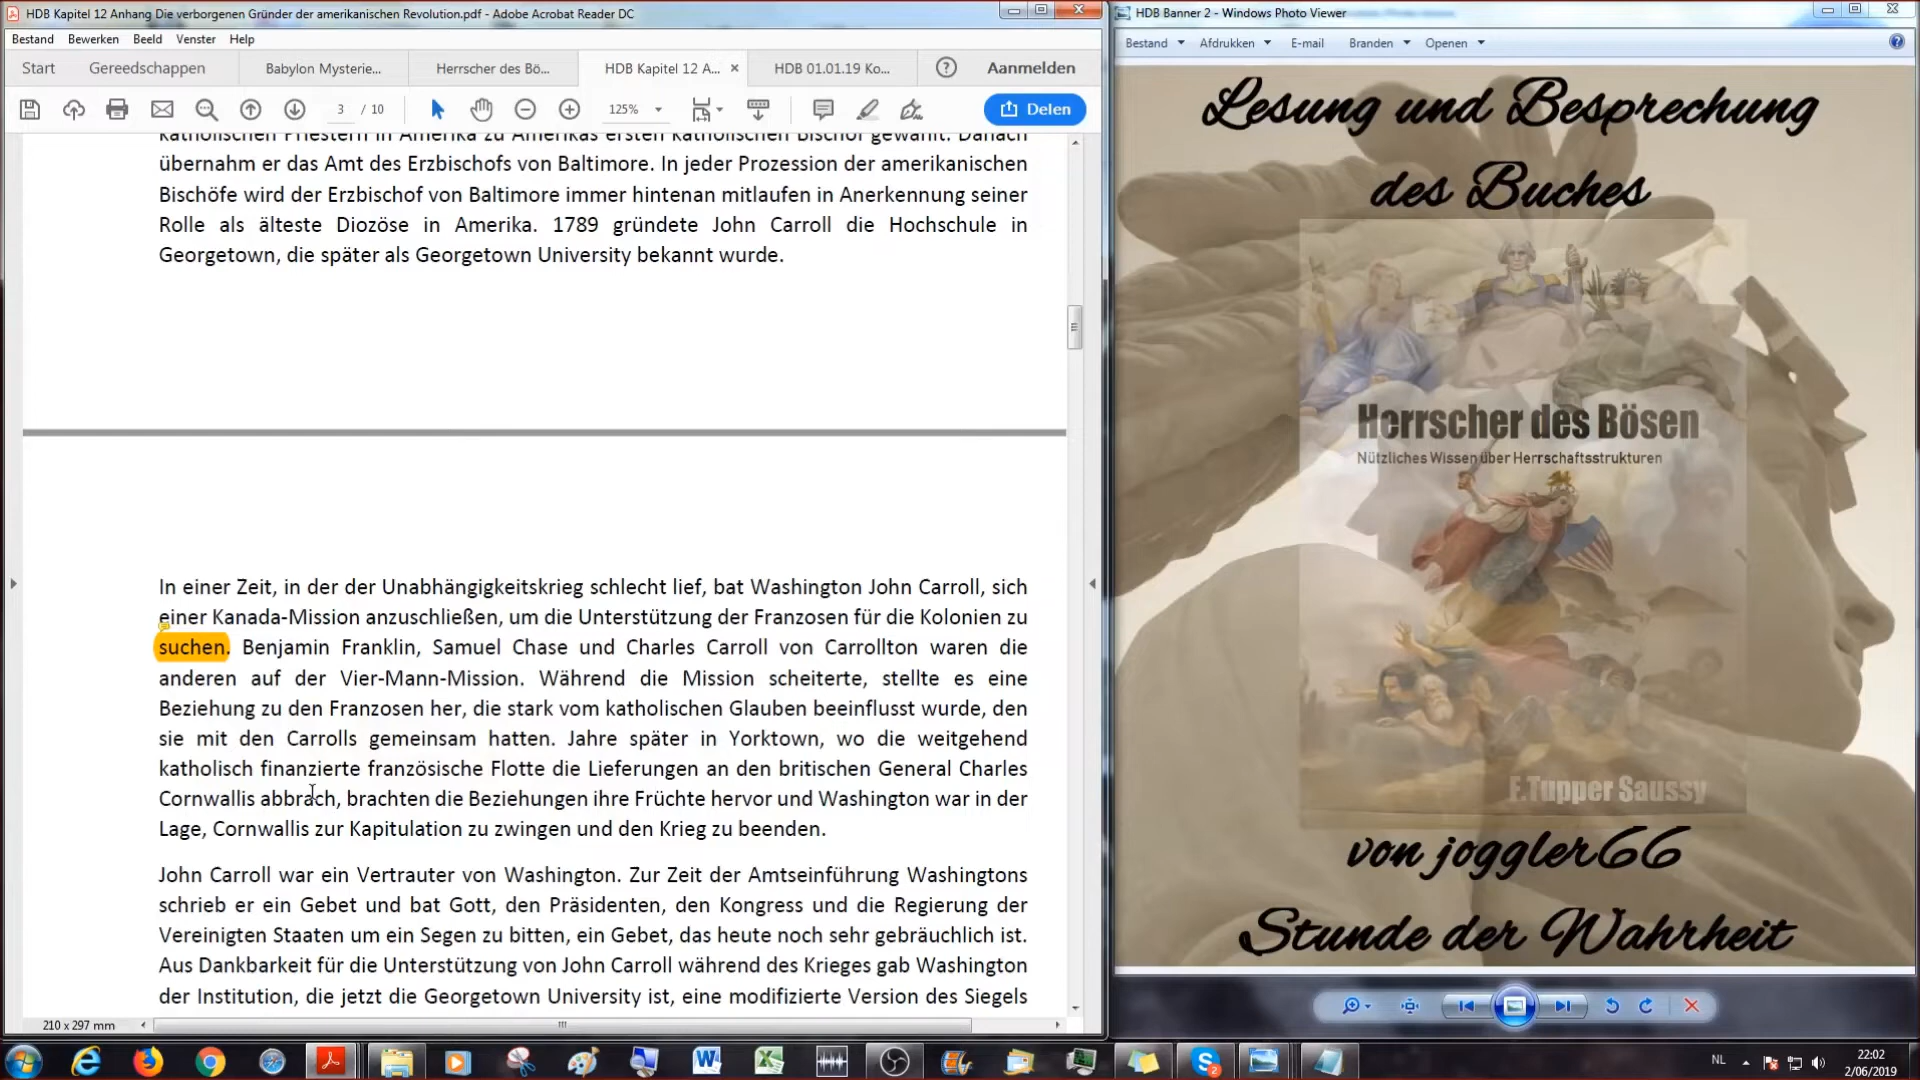 HDB Kapitel 12 Anhang Die verborgenen Gründer der amerikanischen Revolution.pdf - Adobe Acrobat Reader DC
Bestand Bewerken Beeld Venster Help
Start Gereedschappen Babylon Mysterie... Herrscher des Bö... HDB Kapitel 12 A... HDB 01.01.19 Ko... Aanmelden
3 / 10 125% Delen
katholischen Priestern in Amerika zu Amerikas ersten katholischen Bischof gewählt. Danach
übernahm er das Amt des Erzbischofs von Baltimore. In jeder Prozession der amerikanischen
Bischöfe wird der Erzbischof von Baltimore immer hintenan mitlaufen in Anerkennung seiner
Rolle als älteste Diozöse in Amerika. 1789 gründete John Carroll die Hochschule in
Georgetown, die später als Georgetown University bekannt wurde.
In einer Zeit, in der der Unabhängigkeitskrieg schlecht lief, bat Washington John Carroll, sich
einer Kanada-Mission anzuschließen, um die Unterstützung der Franzosen für die Kolonien zu
suchen. Benjamin Franklin, Samuel Chase und Charles Carroll von Carrollton waren die
anderen auf der Vier-Mann-Mission. Während die Mission scheiterte, stellte es eine
Beziehung zu den Franzosen her, die stark vom katholischen Glauben beeinflusst wurde, den
sie mit den Carrolls gemeinsam hatten. Jahre später in Yorktown, wo die weitgehend
katholisch finanzierte französische Flotte die Lieferungen an den britischen General Charles
Cornwallis abbrach, brachten die Beziehungen ihre Früchte hervor und Washington war in der
Lage, Cornwallis zur Kapitulation zu zwingen und den Krieg zu beenden.
John Carroll war ein Vertrauter von Washington. Zur Zeit der Amtseinführung Washingtons
schrieb er ein Gebet und bat Gott, den Präsidenten, den Kongress und die Regierung der
Vereinigten Staaten um ein Segen zu bitten, ein Gebet, das heute noch sehr gebräuchlich ist.
Aus Dankbarkeit für die Unterstützung von John Carroll während des Krieges gab Washington
der Institution, die jetzt die Georgetown University ist, eine modifizierte Version des Siegels
210 x 297 mm
HDB Banner 2 - Windows Photo Viewer
Bestand Afdrukken E-mail Branden Openen
Lesung und Besprechung
des Buches
Herrscher des Bösen
Nützliches Wissen über Herrschaftsstrukturen
F.Tupper Saussy
von joggler66
Stunde der Wahrheit
NL
22:02
2/06/2019